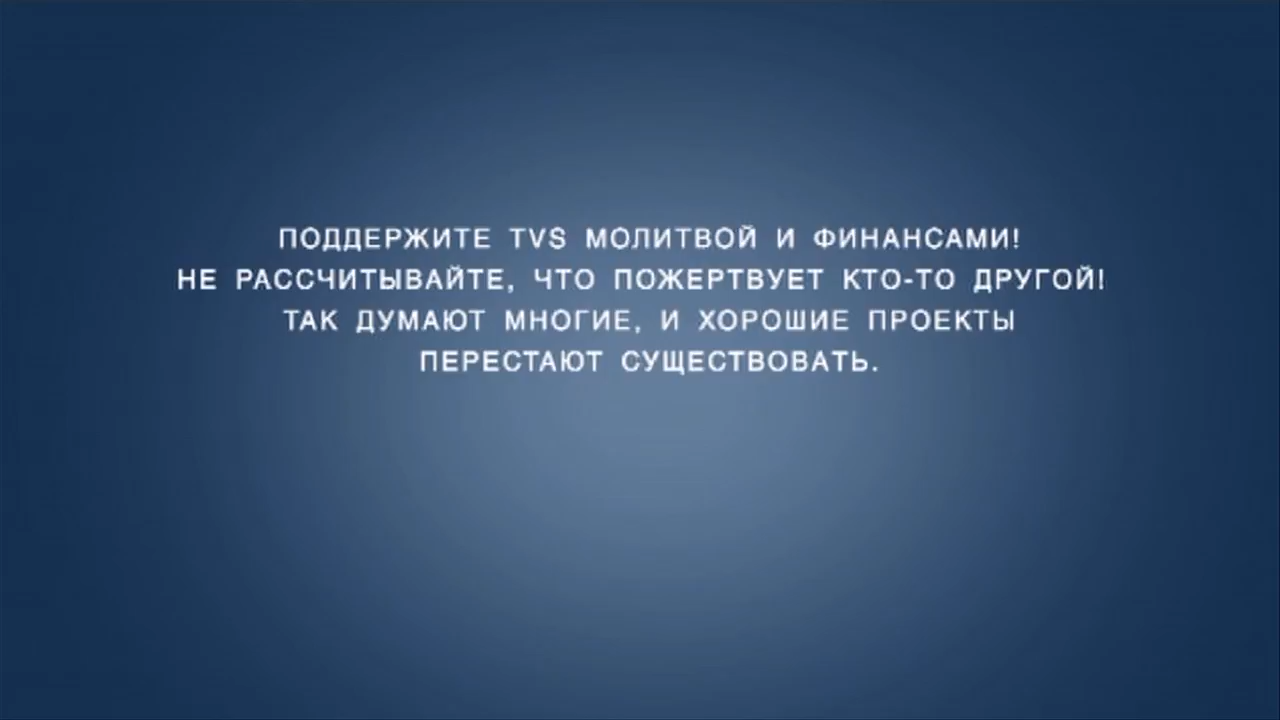 ПОДДЕРЖИТЕ TVS МОЛИТВОЙ И ФИНАНСАМИ!
НЕ РАССЧИТЫВАЙТЕ, ЧТО ПОЖЕРТВУЕТ КТО-ТО ДРУГОЙ!
ТАК ДУМАЮТ МНОГИЕ, И ХОРОШИЕ ПРОЕКТЫ
ПЕРЕСТАЮТ СУЩЕСТВОВАТЬ.